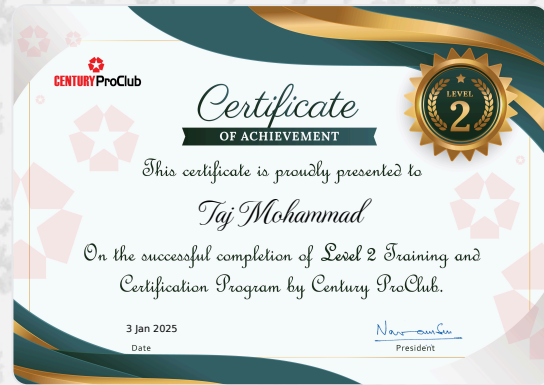 CENTURY ProClub
LEVEL
2
Certificate
OF ACHIEVEMENT
This certificate is proudly presented to
Taj Mohammad
On the successful completion of Level 2 Training and
Certification Program by Century ProClub.
3 Jan 2025
Date
President